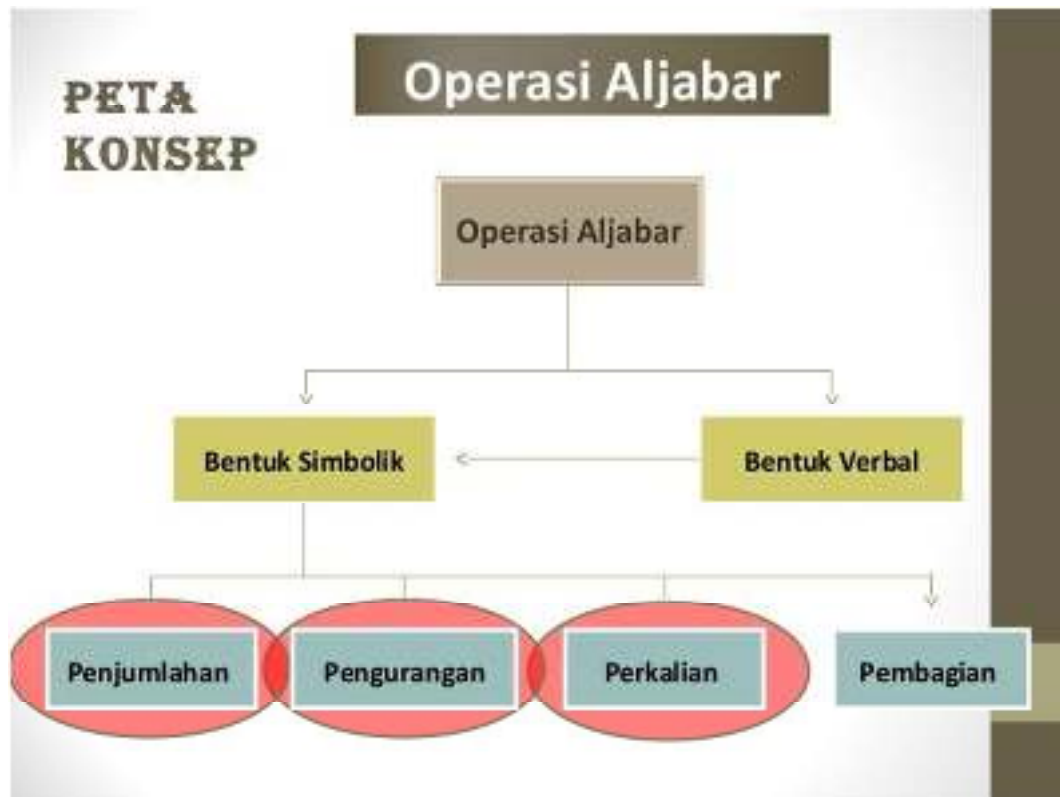 PETA
KONSEP
Operasi Aljabar
Operasi Aljabar
Bentuk Simbolik
Bentuk Verbal
Penjumlahan
Pengurangan
Perkalian
Pembagian